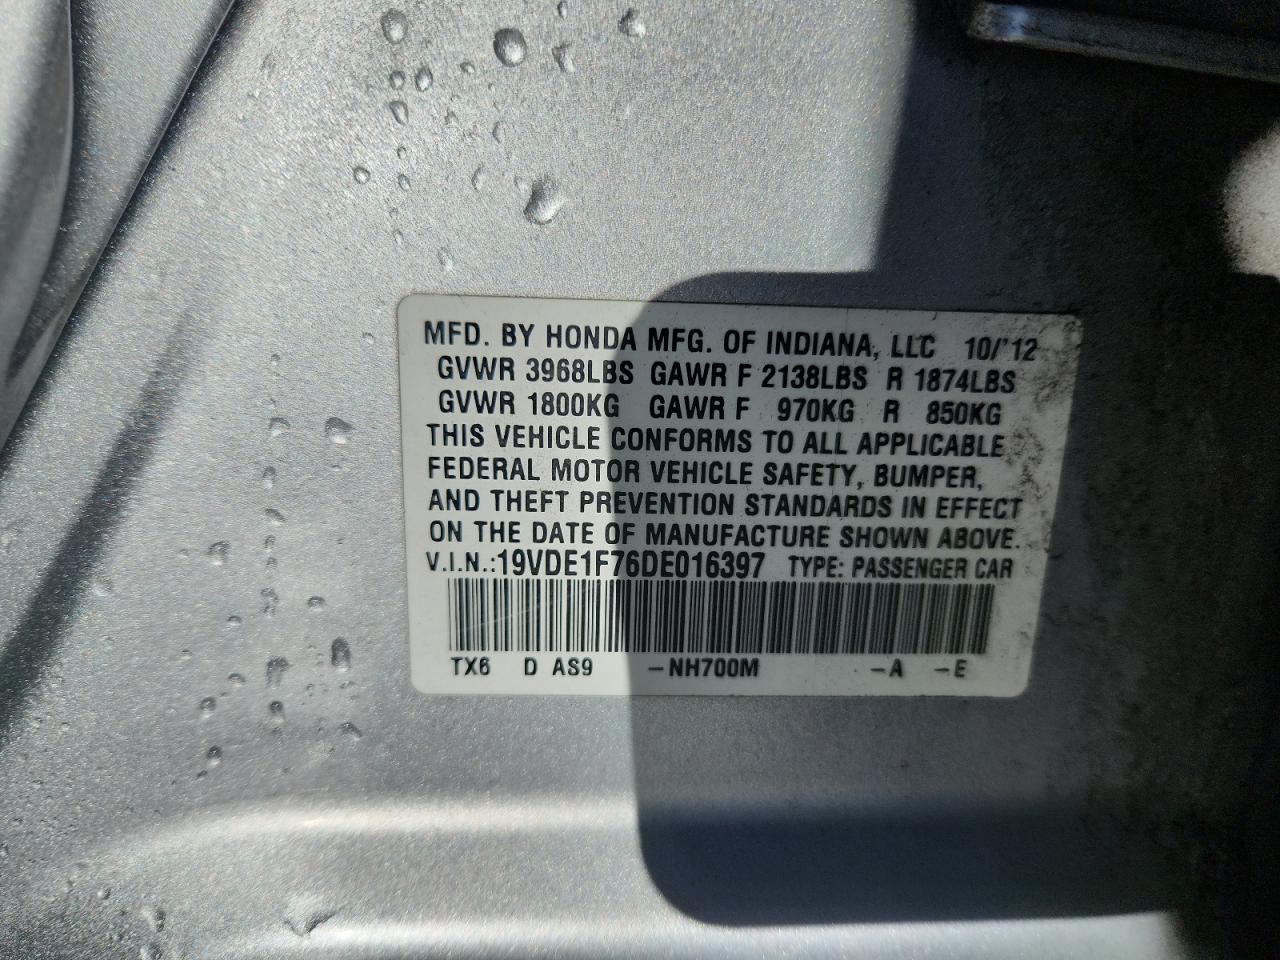 MFD. BY HONDA MFG. OF INDIANA, LLC 10/'12
GVWR 3968LBS GAWR F 2138LBS R 1874LBS
GVWR 1800KG GAWR F 970KG R 850KG
THIS VEHICLE CONFORMS TO ALL APPLICABLE
FEDERAL MOTOR VEHICLE SAFETY, BUMPER,
AND THEFT PREVENTION STANDARDS IN EFFECT
ON THE DATE OF MANUFACTURE SHOWN ABOVE.
V.I.N.:19VDE1F76DE016397 TYPE: PASSENGER CAR
TX6 D AS9 –NH700M –A –E